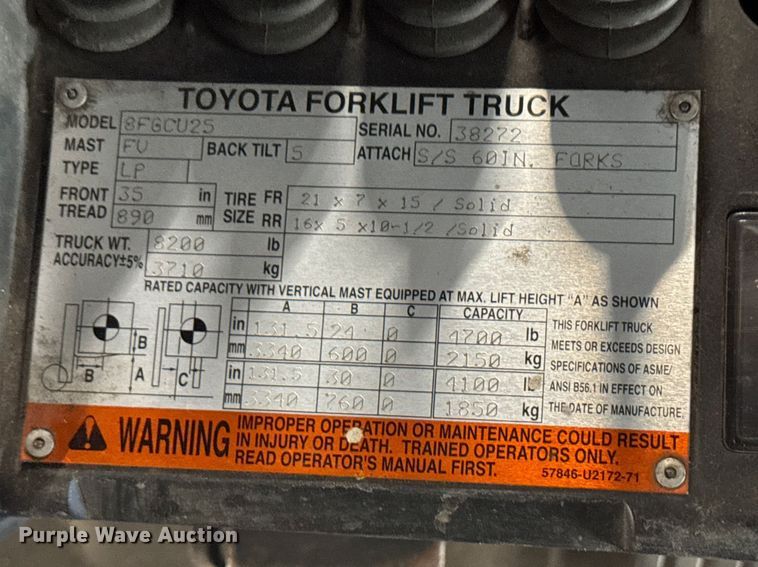 TOYOTA FORKLIFT TRUCK
MODEL 8FGCU25 SERIAL NO. 38272
MAST FV BACK TILT 5 ATTACH S/S 60IN. FORKS
TYPE LP
FRONT TREAD 35 in TIRE SIZE FR 21 x 7 x 15 / Solid
890 mm RR 16x 5 x10-1/2 /Solid
TRUCK WT. 8200 lb
ACCURACY±5% 3710 kg
RATED CAPACITY WITH VERTICAL MAST EQUIPPED AT MAX. LIFT HEIGHT "A" AS SHOWN
A B C CAPACITY
in 131.5 24 0 4700 lb
mm 3340 600 0 2150 kg
in 131.5 30 0 4100 lb
mm 3340 760 0 1850 kg
B
B A C
THIS FORKLIFT TRUCK
MEETS OR EXCEEDS DESIGN
SPECIFICATIONS OF ASME/
ANSI B56.1 IN EFFECT ON
THE DATE OF MANUFACTURE.
WARNING
IMPROPER OPERATION OR MAINTENANCE COULD RESULT
IN INJURY OR DEATH. TRAINED OPERATORS ONLY.
READ OPERATOR'S MANUAL FIRST.
57846-U2172-71
Purple Wave Auction